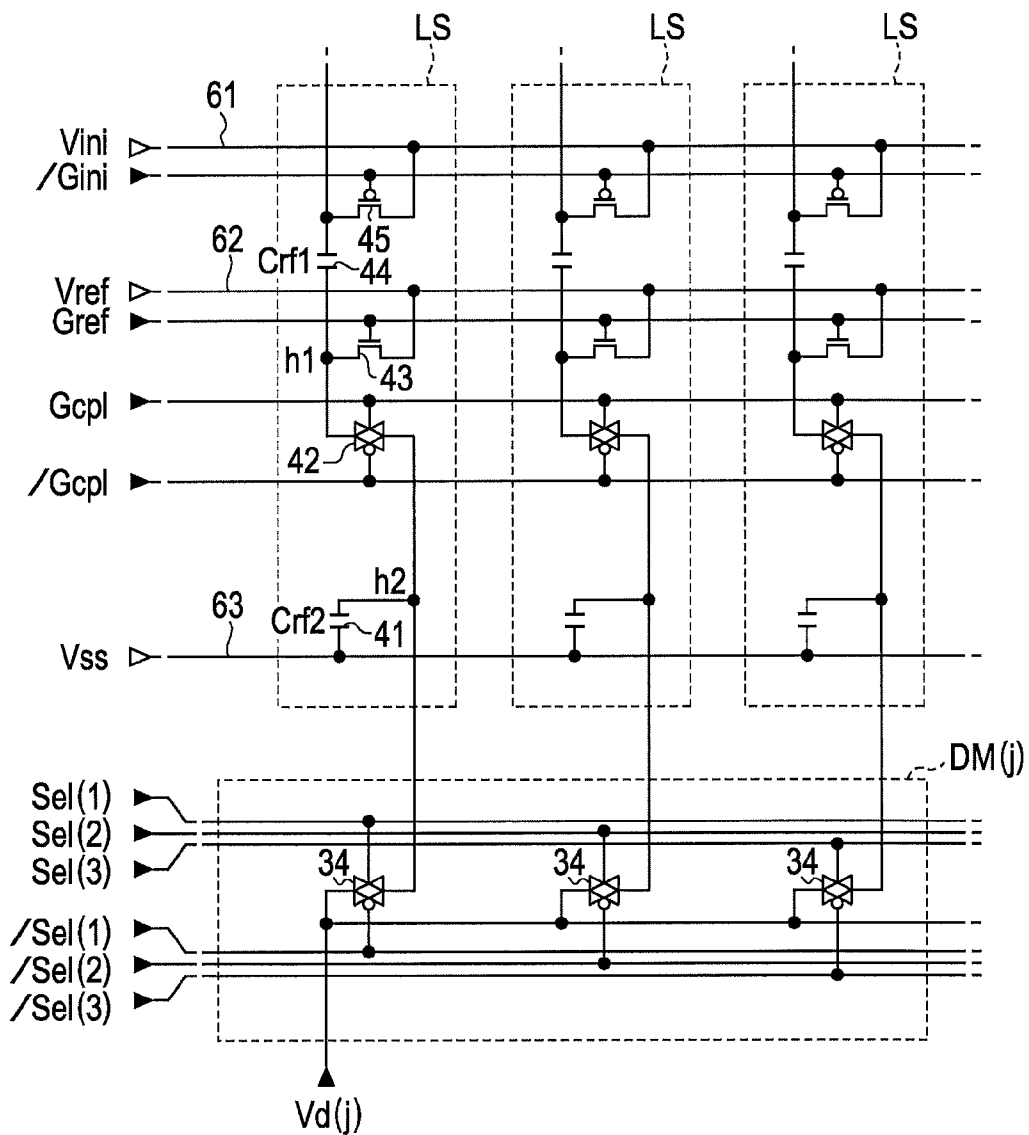 LS LS LS
61
Vini
/Gini
45
62
Crf1 44
Vref
Gref
h1 43
Gcpl
42
/Gcpl
h2
63 Crf2 41
Vss
DM(j)
Sel(1)
Sel(2)
Sel(3)
34 34 34
/Sel(1)
/Sel(2)
/Sel(3)
Vd(j)